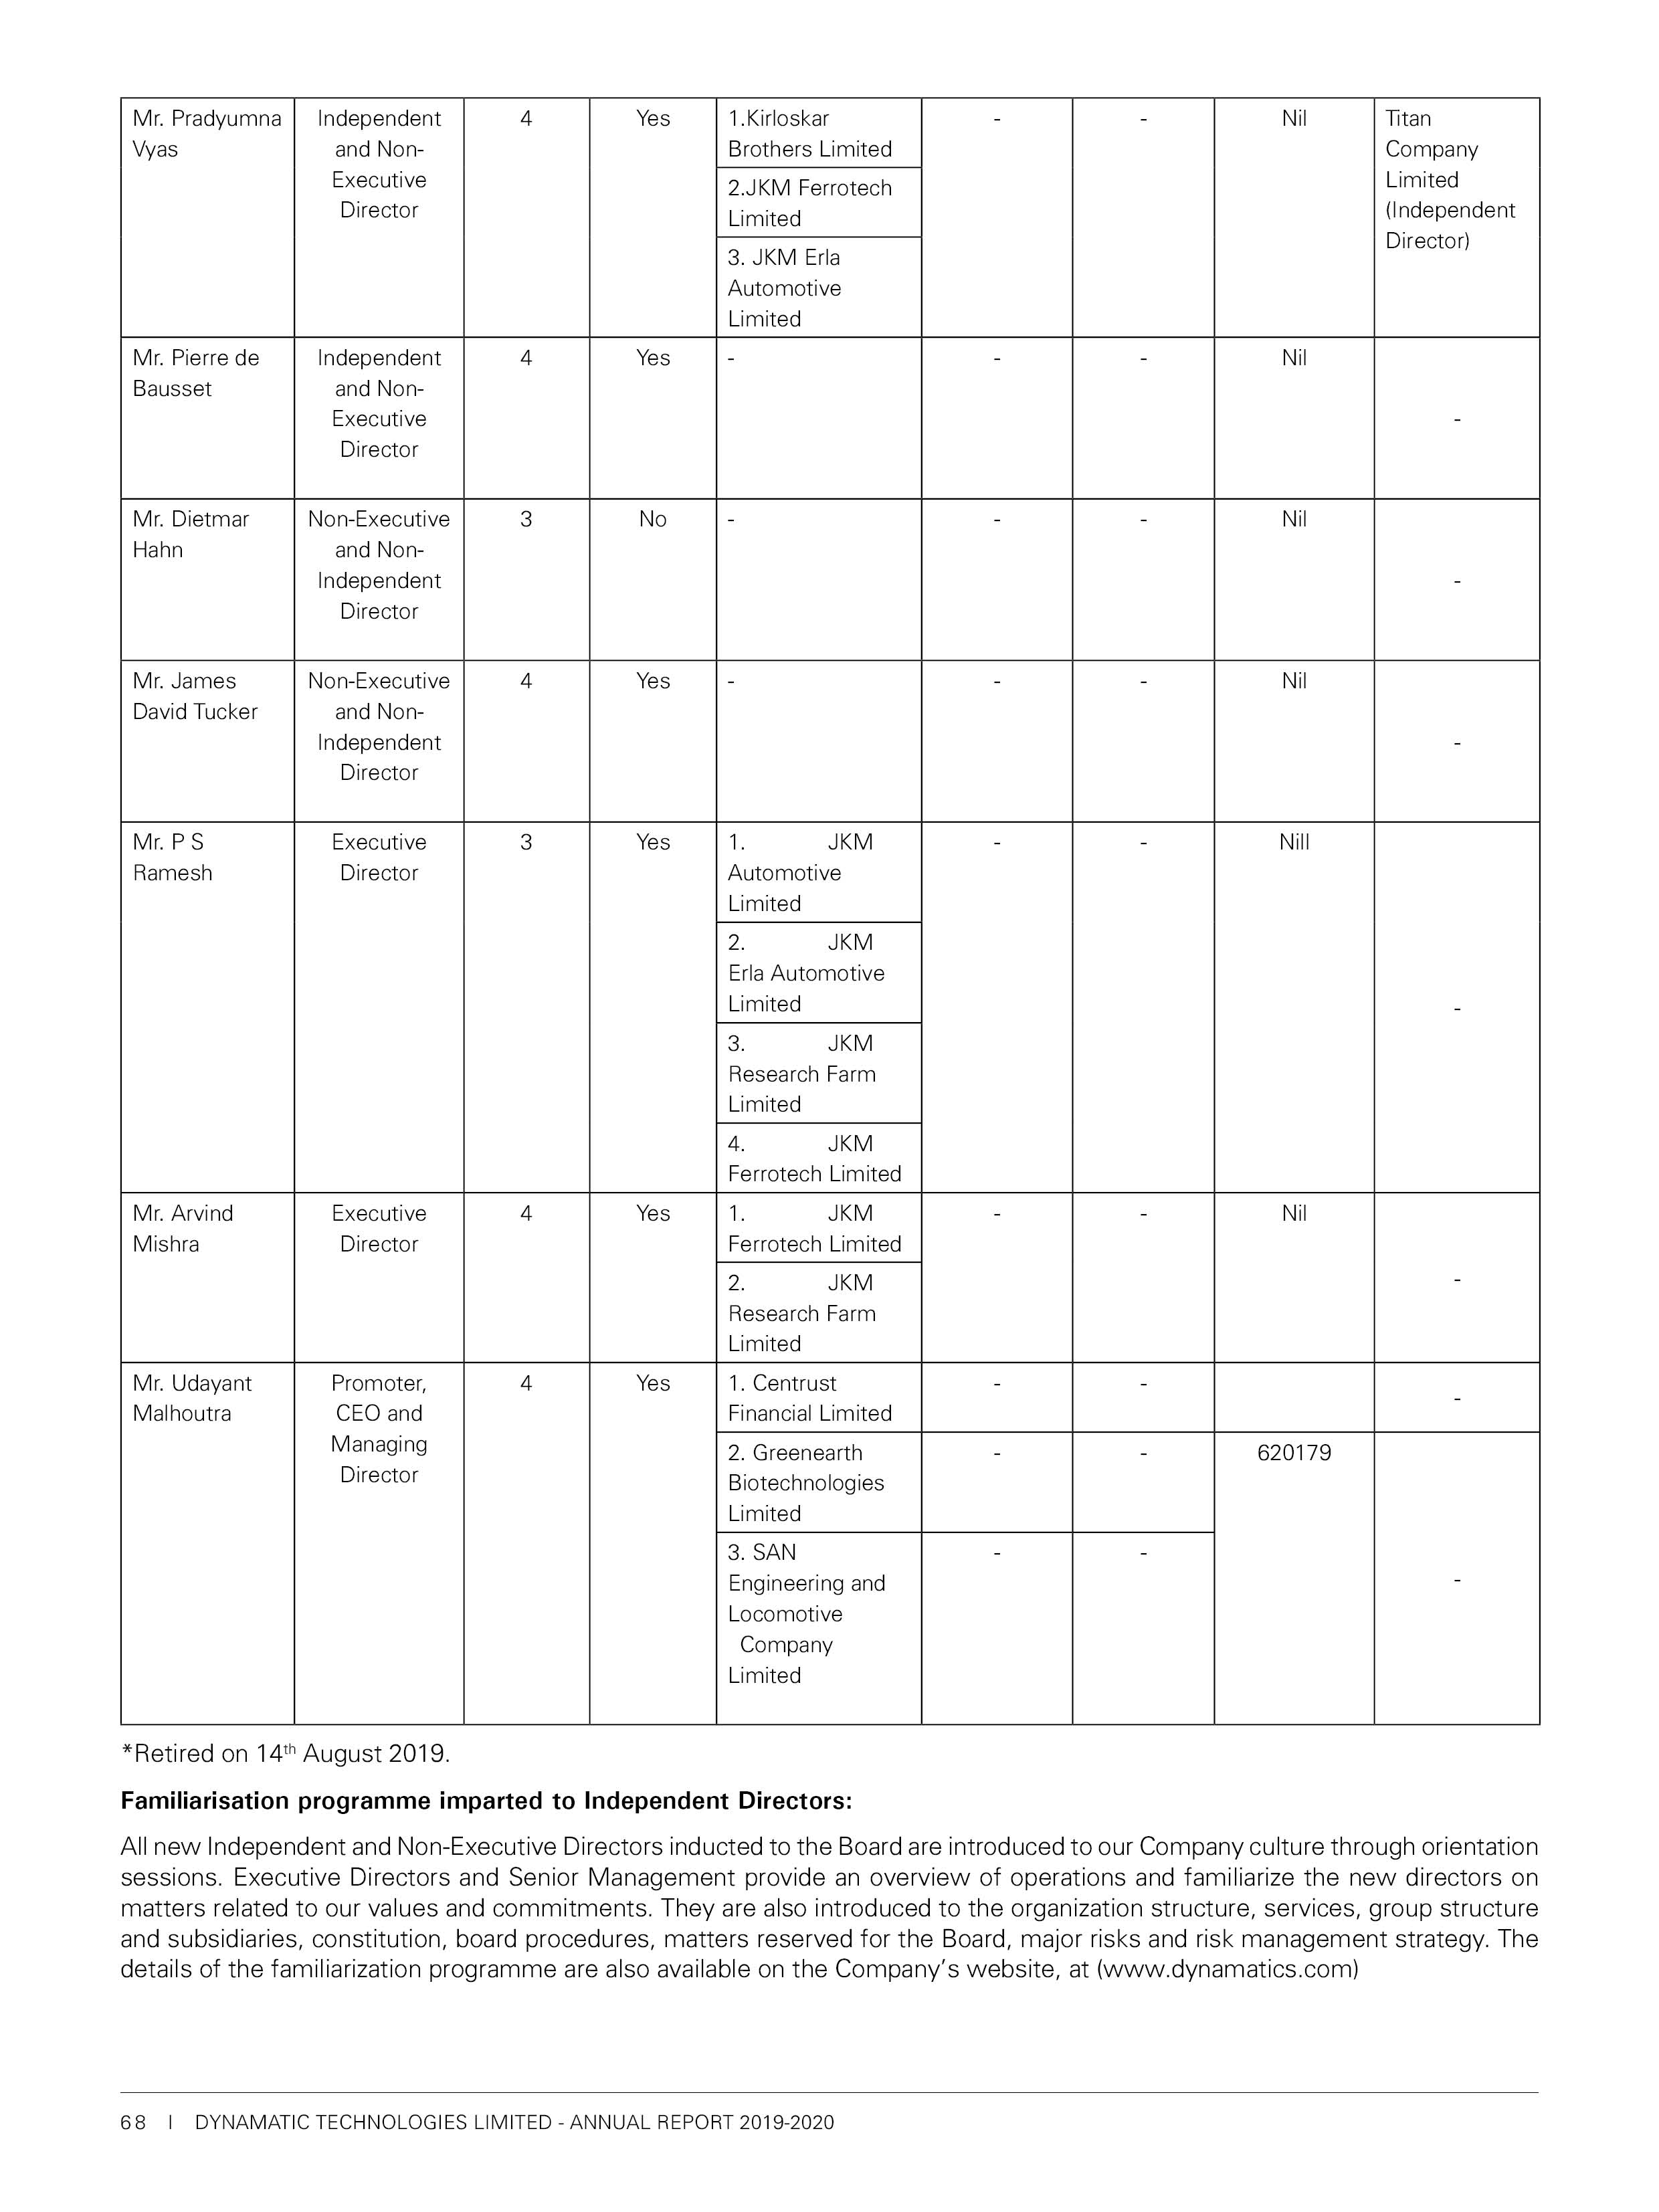 Mr. Pradyumna Vyas
Independent and Non-Executive Director
4
Yes
1.Kirloskar Brothers Limited
2.JKM Ferrotech Limited
3. JKM Erla Automotive Limited
-
-
Nil
Titan Company Limited (Independent Director)
Mr. Pierre de Bausset
Independent and Non-Executive Director
4
Yes
-
-
-
Nil
-
Mr. Dietmar Hahn
Non-Executive and Non-Independent Director
3
No
-
-
-
Nil
-
Mr. James David Tucker
Non-Executive and Non-Independent Director
4
Yes
-
-
-
Nil
-
Mr. P S Ramesh
Executive Director
3
Yes
1. JKM Automotive Limited
2. JKM Erla Automotive Limited
3. JKM Research Farm Limited
4. JKM Ferrotech Limited
-
-
Nill
-
Mr. Arvind Mishra
Executive Director
4
Yes
1. JKM Ferrotech Limited
2. JKM Research Farm Limited
-
-
Nil
-
Mr. Udayant Malhoutra
Promoter, CEO and Managing Director
4
Yes
1. Centrust Financial Limited
-
-
-
2. Greenearth Biotechnologies Limited
-
-
620179
3. SAN Engineering and Locomotive Company Limited
-
-
-
*Retired on 14th August 2019.
Familiarisation programme imparted to Independent Directors:
All new Independent and Non-Executive Directors inducted to the Board are introduced to our Company culture through orientation
sessions. Executive Directors and Senior Management provide an overview of operations and familiarize the new directors on
matters related to our values and commitments. They are also introduced to the organization structure, services, group structure
and subsidiaries, constitution, board procedures, matters reserved for the Board, major risks and risk management strategy. The
details of the familiarization programme are also available on the Company's website, at (www.dynamatics.com)
68 I DYNAMATIC TECHNOLOGIES LIMITED - ANNUAL REPORT 2019-2020